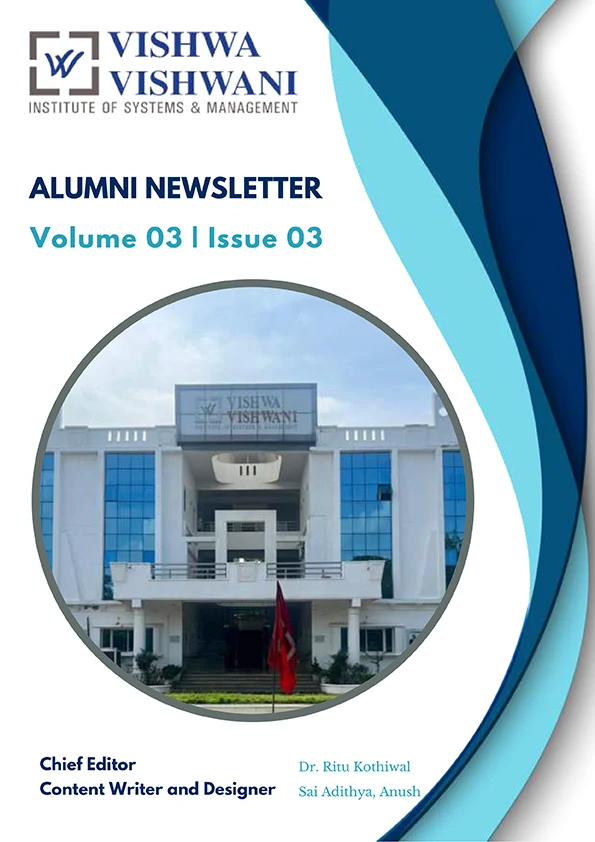 VISHWA
VISHWANI
INSTITUTE OF SYSTEMS & MANAGEMENT
ALUMNI NEWSLETTER
Volume 03 | Issue 03
VISHWA
VISHWANI
Chief Editor Dr. Ritu Kothiwal
Content Writer and Designer Sai Adithya, Anush